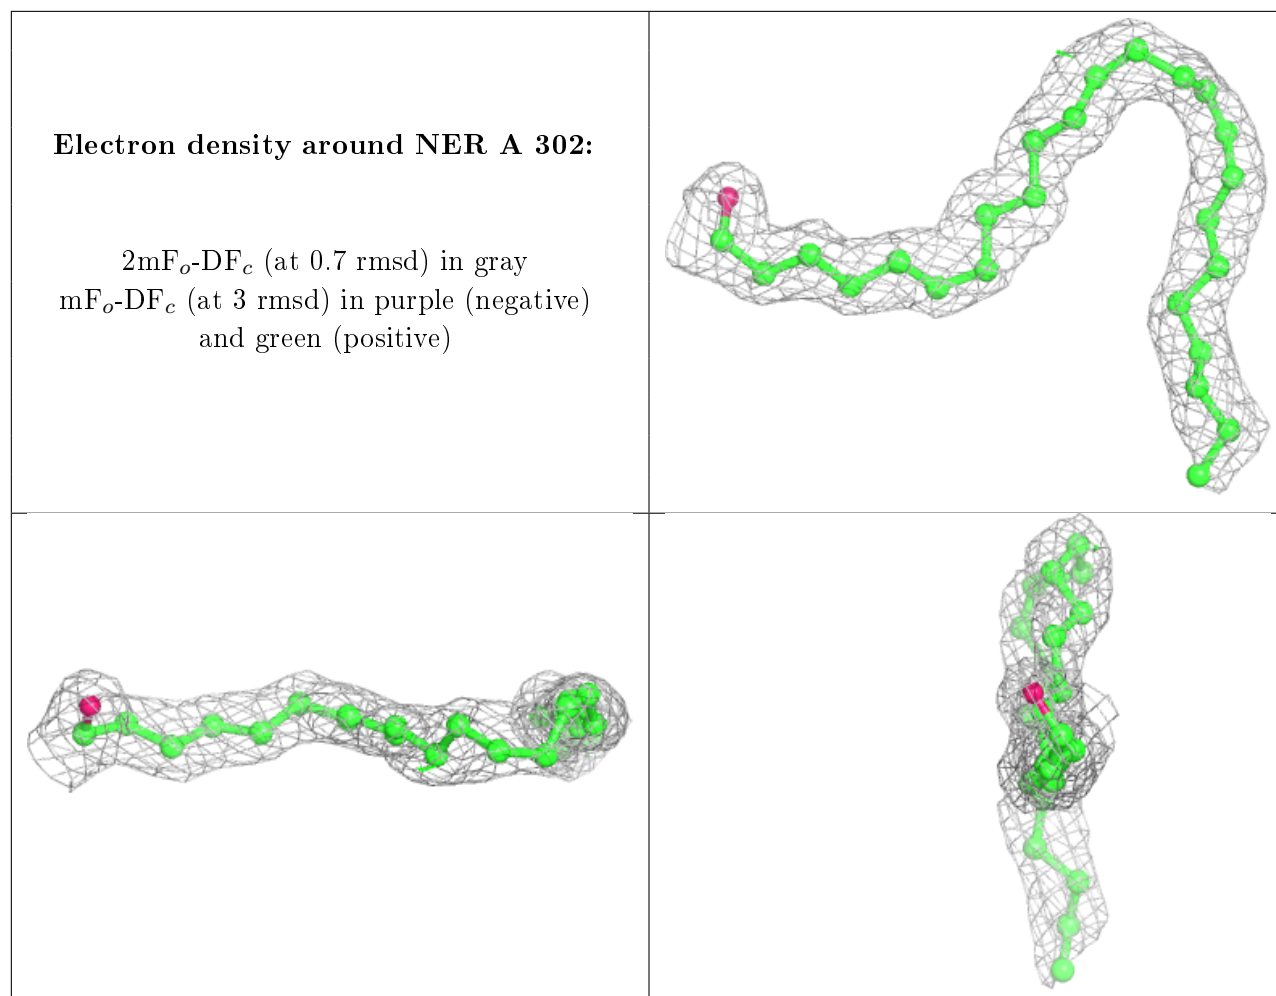 Electron density around NER A 302:
2mFo-DFc (at 0.7 rmsd) in gray
mFo-DFc (at 3 rmsd) in purple (negative)
and green (positive)